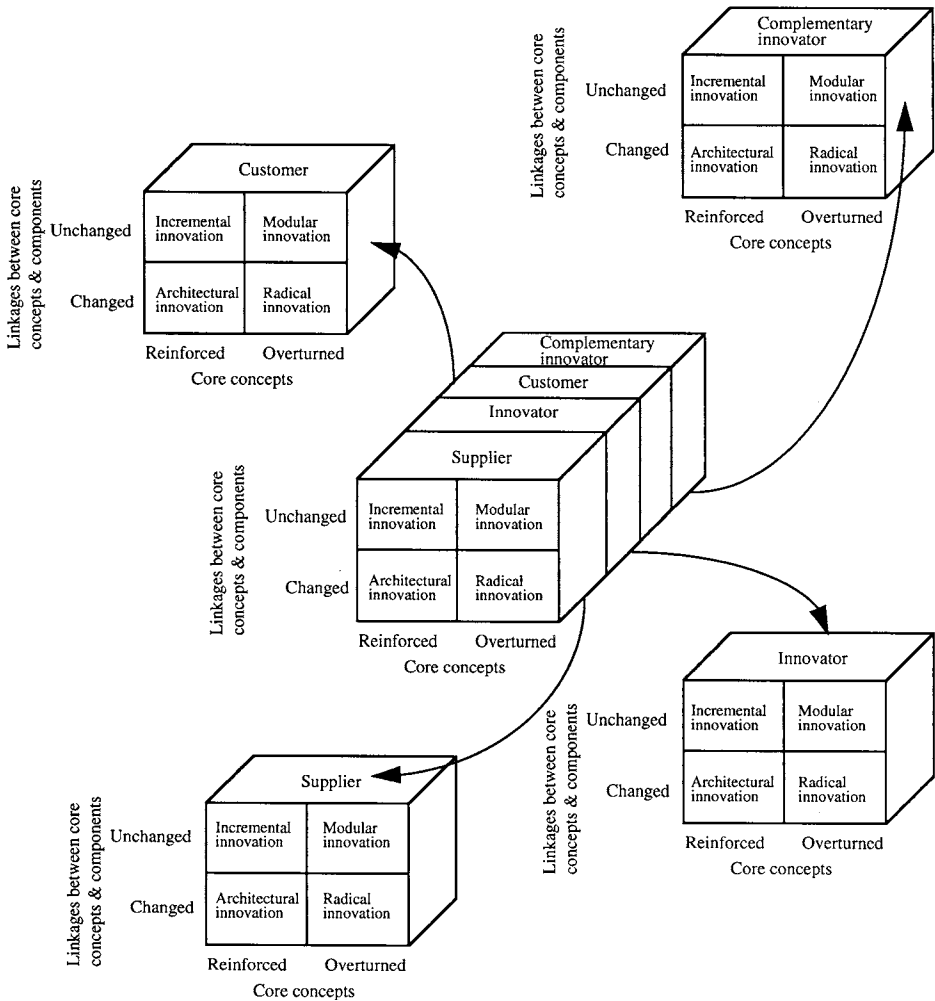 Complementary
innovator
Linkages between core
concepts & components
Unchanged
Incremental
innovation
Modular
innovation
Changed
Architectural
innovation
Radical
innovation
Reinforced
Overturned
Core concepts
Customer
Linkages between core
concepts & components
Unchanged
Incremental
innovation
Modular
innovation
Changed
Architectural
innovation
Radical
innovation
Reinforced
Overturned
Core concepts
Complementary
innovator
Customer
Innovator
Supplier
Linkages between core
concepts & components
Unchanged
Incremental
innovation
Modular
innovation
Changed
Architectural
innovation
Radical
innovation
Reinforced
Overturned
Core concepts
Innovator
Linkages between core
concepts & components
Unchanged
Incremental
innovation
Modular
innovation
Changed
Architectural
innovation
Radical
innovation
Reinforced
Overturned
Core concepts
Supplier
Linkages between core
concepts & components
Unchanged
Incremental
innovation
Modular
innovation
Changed
Architectural
innovation
Radical
innovation
Reinforced
Overturned
Core concepts